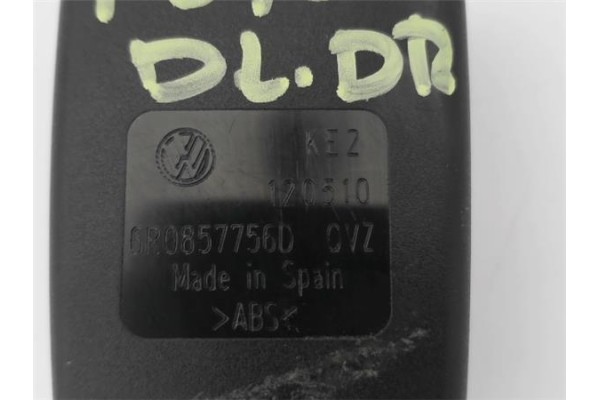 DL.DR
KE2
120510
6R0857756D QVZ
Made in Spain
>ABS<